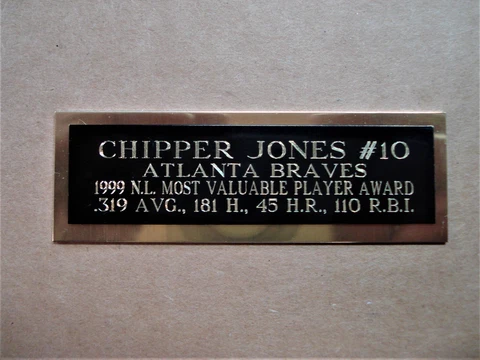 CHIPPER JONES #10
ATLANTA BRAVES
1999 N.L. MOST VALUABLE PLAYER AWARD
.319 AVG., 181 H., 45 H.R., 110 R.B.I.